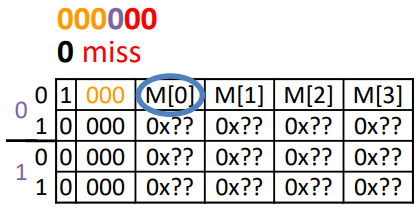 000000
0 miss
0 0 1 000 M[0] M[1] M[2] M[3]
1 0 000 0x?? 0x?? 0x?? 0x??
1 0 0 000 0x?? 0x?? 0x?? 0x??
1 0 000 0x?? 0x?? 0x?? 0x??